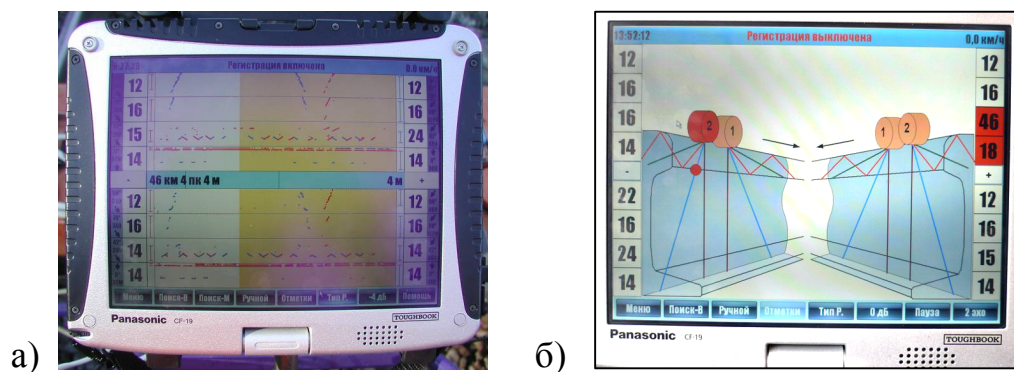 Регистрация включена 0.0 км/ч
12 12
16 16
15 24
14 14
- 46 км 4 пк 4 м 4 м +
12 12
16 16
14 14
14 14
Меню Поиск-В Поиск-М Ручной Отметки Тип Р. -4 дБ Помощь
Panasonic CF-19 TOUGHBOOK
а)
13:52:12 Регистрация выключена 0,0 км/ч
12 12
16 16
16 46
14 18
- +
22 12
16 16
24 15
14 14
2 1 1 2
Меню Поиск-В Ручной Отметки Тип Р. 0 дБ Пауза 2 эхо
Panasonic CF-19 TOUGHBOOK
б)